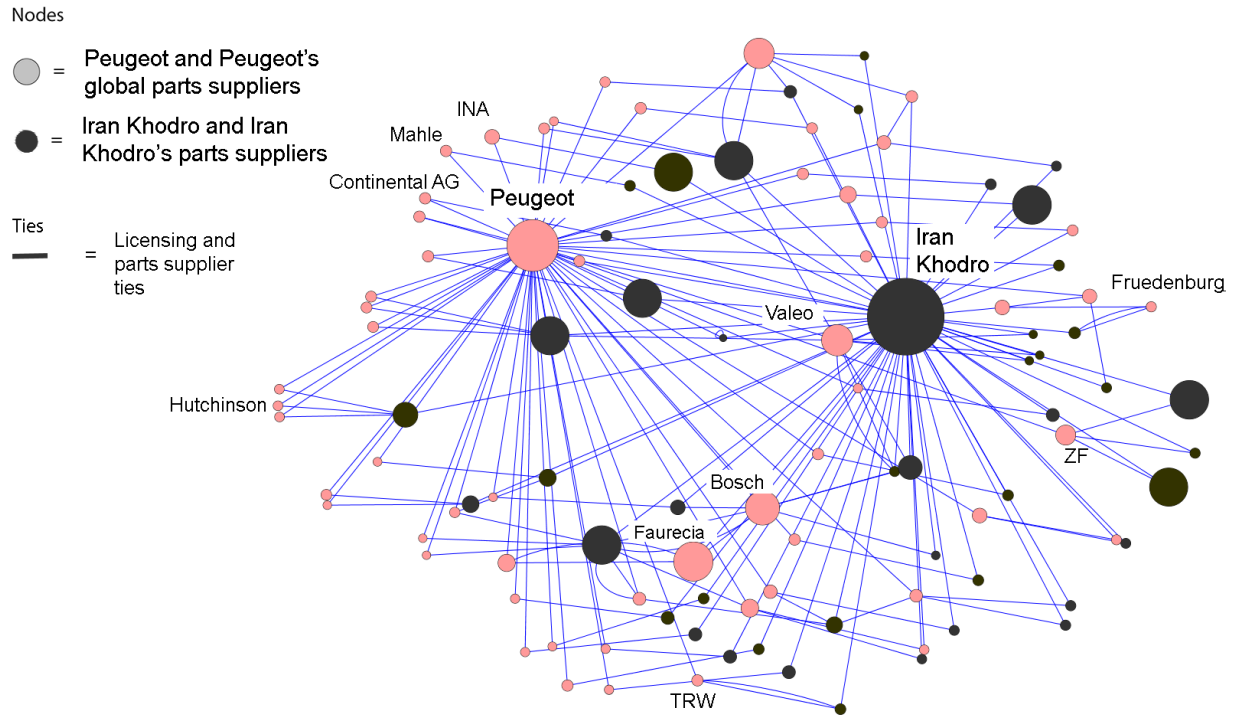 Nodes
= Peugeot and Peugeot's
global parts suppliers
= Iran Khodro and Iran
Khodro's parts suppliers
Ties
= Licensing and
parts supplier
ties
INA
Mahle
Continental AG
Peugeot
Iran
Khodro
Fruedenburg
Valeo
Hutchinson
ZF
Bosch
Faurecia
TRW